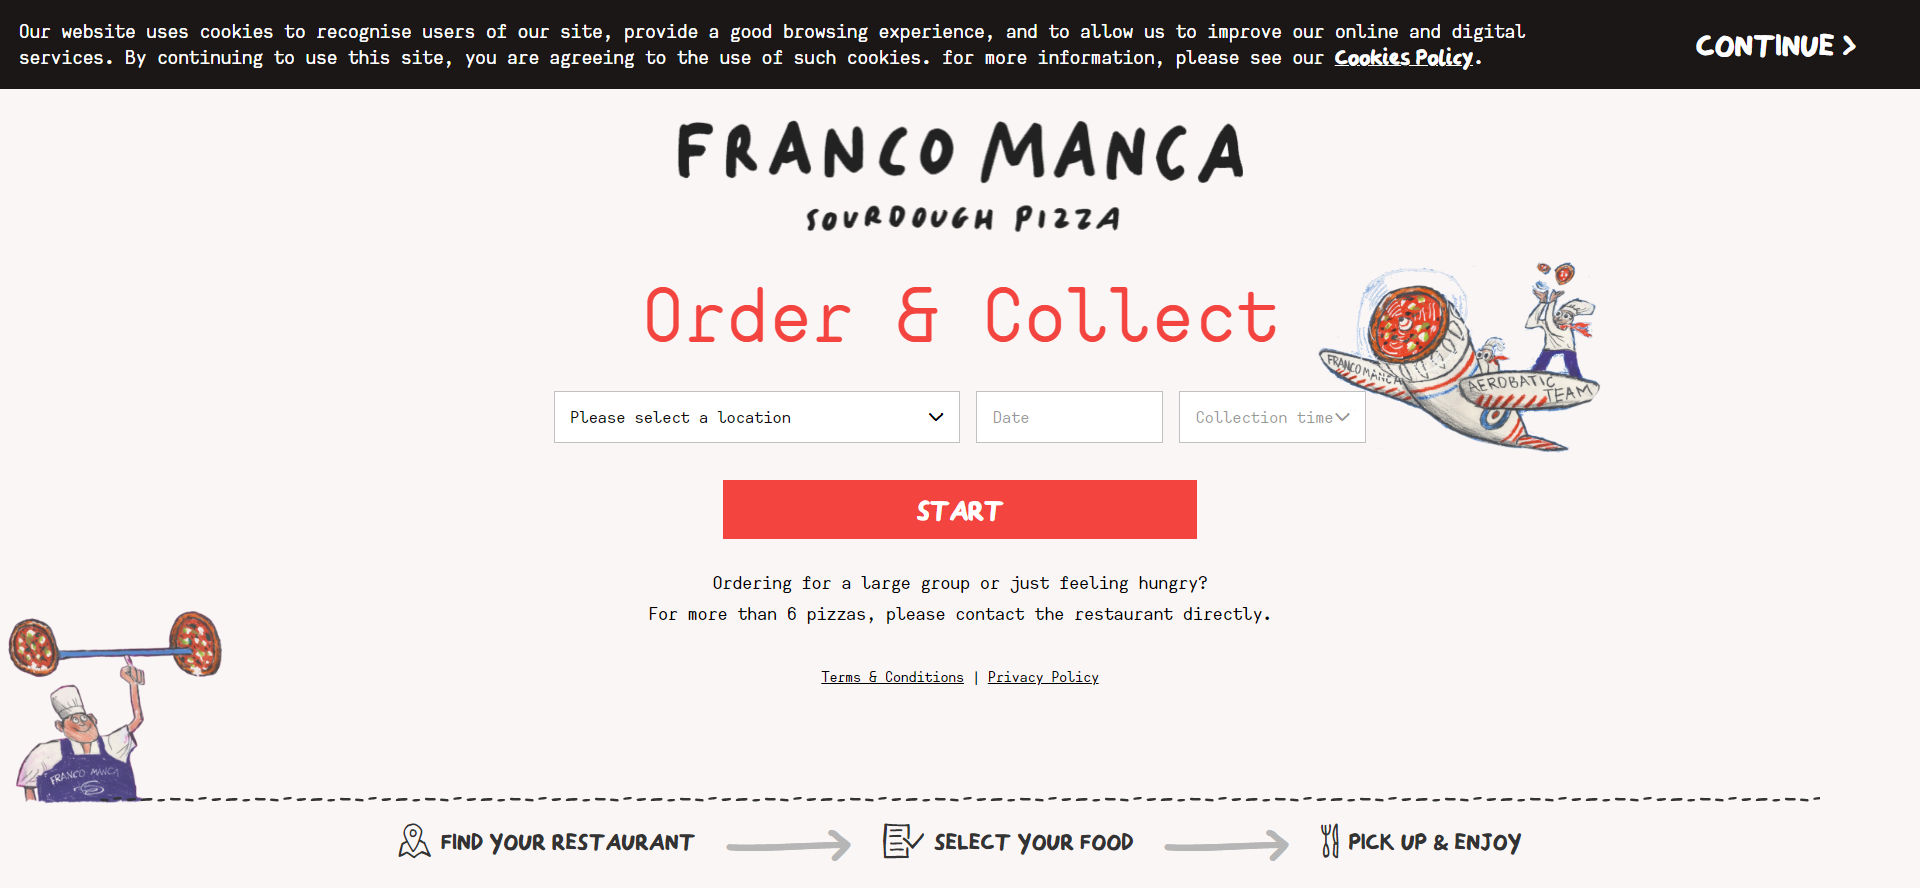 Our website uses cookies to recognise users of our site, provide a good browsing experience, and to allow us to improve our online and digital
services. By continuing to use this site, you are agreeing to the use of such cookies. for more information, please see our Cookies Policy.
CONTINUE >
FRANCO MANCA
SOURDOUGH PIZZA
Order & Collect
FRANCO MANCA
AEROBATIC
TEAM
Please select a location
Date
Collection time
START
Ordering for a large group or just feeling hungry?
For more than 6 pizzas, please contact the restaurant directly.
Terms & Conditions | Privacy Policy
FRANCO MANCA
FIND YOUR RESTAURANT
SELECT YOUR FOOD
PICK UP & ENJOY